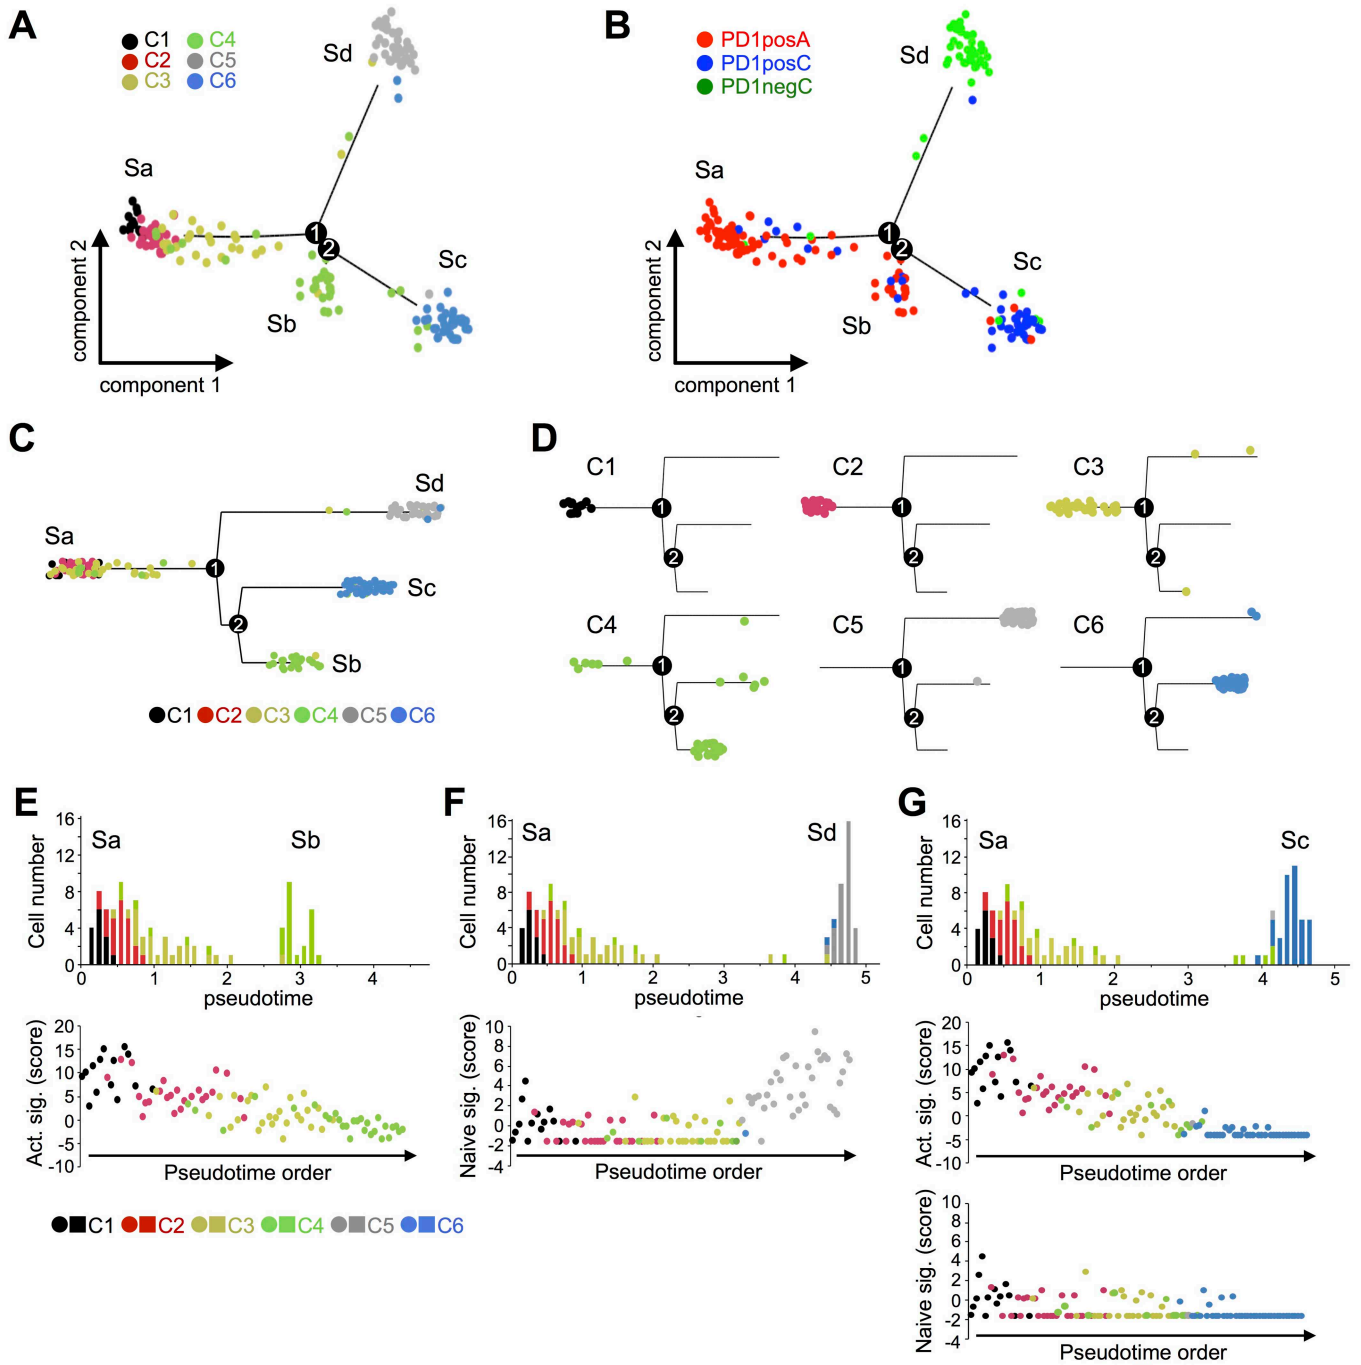 A
C1 C4
C2 C5
C3 C6
Sd
Sa
1
2
Sc
Sb
component 2
component 1
B
PD1posA
PD1posC
PD1negC
Sd
Sa
1
2
Sc
Sb
component 2
component 1
C
Sd
Sa
1
Sc
2
Sb
C1 C2 C3 C4 C5 C6
D
C1 C2 C3
1 1 1
2 2 2
C4 C5 C6
1 1 1
2 2 2
E
16
12
8
4
0
Cell number
Sa Sb
0 1 2 3 4
pseudotime
20
15
10
5
0
-5
-10
Act. sig. (score)
Pseudotime order
C1 C2 C3 C4 C5 C6
F
16
12
8
4
0
Cell number
Sa Sd
0 1 2 3 4 5
pseudotime
10
8
6
4
2
0
-2
-4
Naive sig. (score)
Pseudotime order
G
16
12
8
4
0
Cell number
Sa Sc
0 1 2 3 4 5
pseudotime
20
15
10
5
0
-5
-10
Act. sig. (score)
Pseudotime order
10
8
6
4
2
0
-2
-4
Naive sig. (score)
Pseudotime order